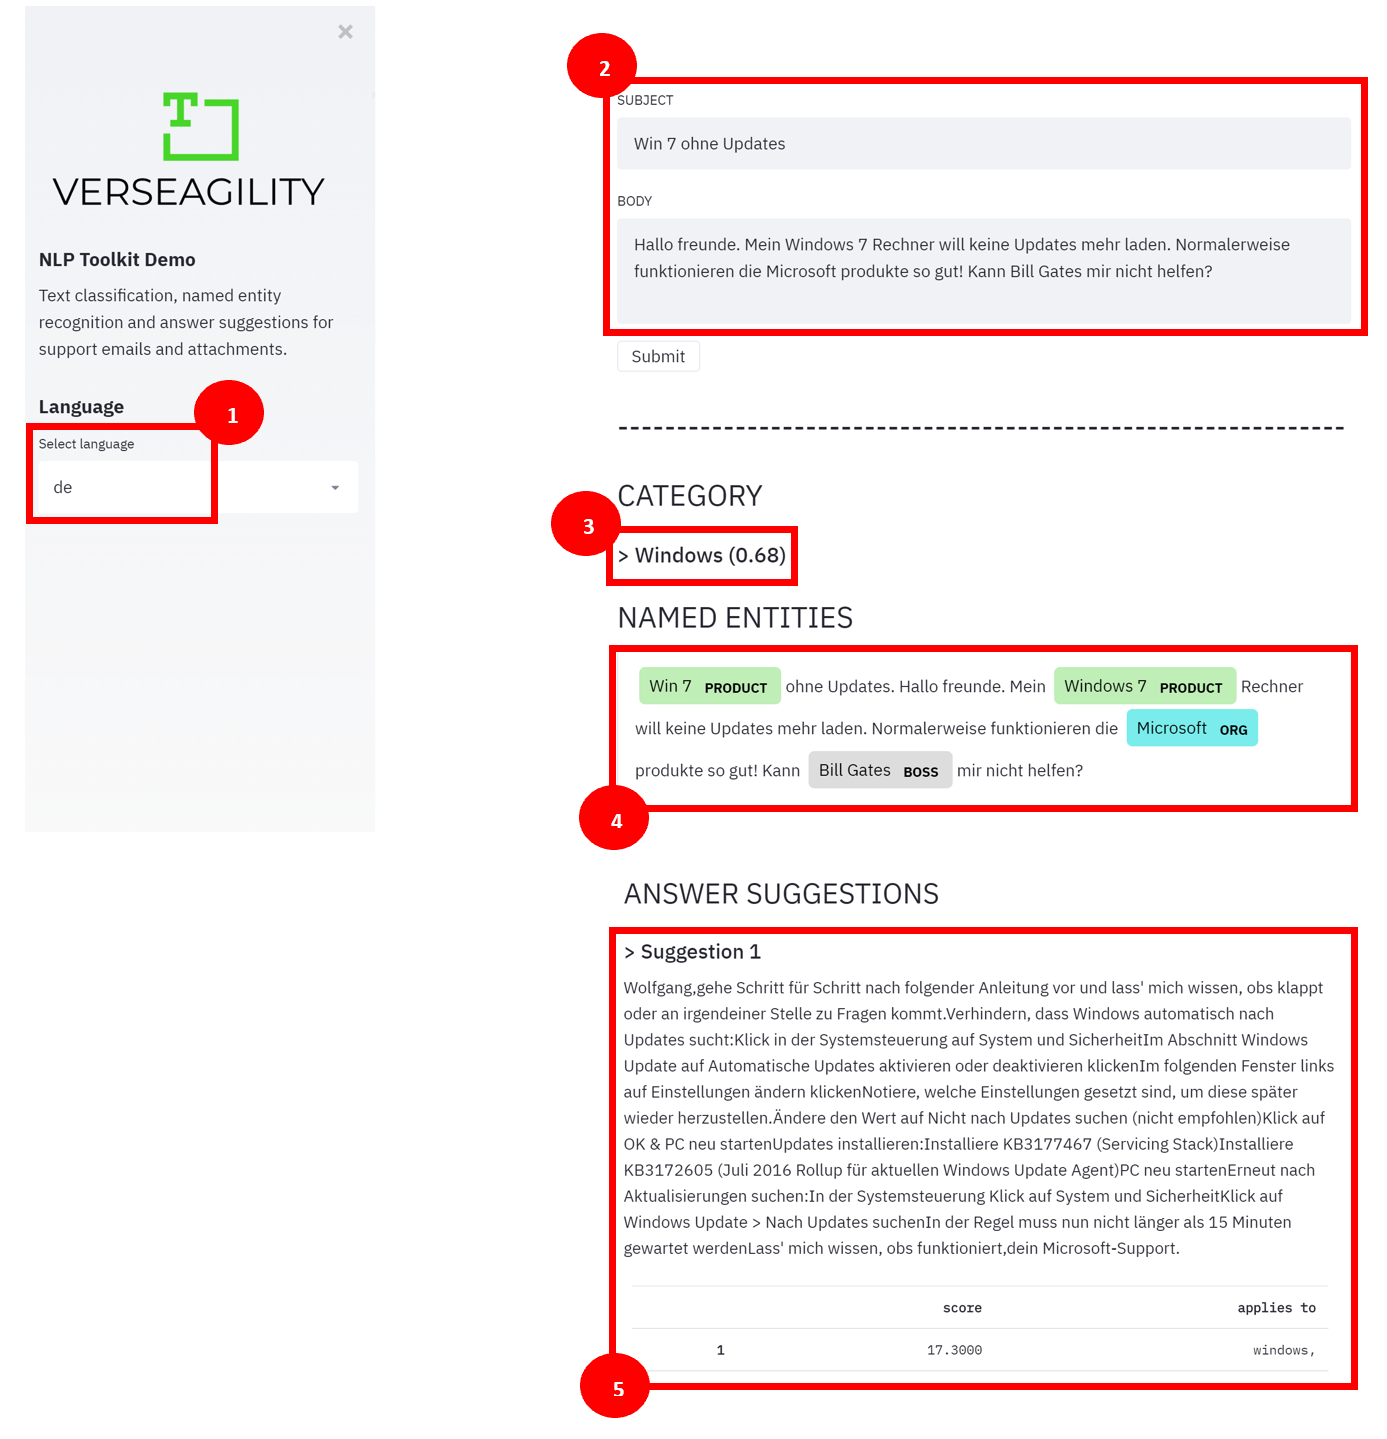 ×
T
VERSEAGILITY
NLP Toolkit Demo
Text classification, named entity
recognition and answer suggestions for
support emails and attachments.
Language
1
Select language
de
2
SUBJECT
Win 7 ohne Updates
BODY
Hallo freunde. Mein Windows 7 Rechner will keine Updates mehr laden. Normalerweise
funktionieren die Microsoft produkte so gut! Kann Bill Gates mir nicht helfen?
Submit
CATEGORY
3
> Windows (0.68)
NAMED ENTITIES
Win 7 PRODUCT ohne Updates. Hallo freunde. Mein Windows 7 PRODUCT Rechner
will keine Updates mehr laden. Normalerweise funktionieren die Microsoft ORG
produkte so gut! Kann Bill Gates BOSS mir nicht helfen?
4
ANSWER SUGGESTIONS
> Suggestion 1
Wolfgang,gehe Schritt für Schritt nach folgender Anleitung vor und lass' mich wissen, obs klappt
oder an irgendeiner Stelle zu Fragen kommt.Verhindern, dass Windows automatisch nach
Updates sucht:Klick in der Systemsteuerung auf System und SicherheitIm Abschnitt Windows
Update auf Automatische Updates aktivieren oder deaktivieren klickenIm folgenden Fenster links
auf Einstellungen ändern klickenNotiere, welche Einstellungen gesetzt sind, um diese später
wieder herzustellen.Ändere den Wert auf Nicht nach Updates suchen (nicht empfohlen)Klick auf
OK & PC neu startenUpdates installieren:Installiere KB3177467 (Servicing Stack)Installiere
KB3172605 (Juli 2016 Rollup für aktuellen Windows Update Agent)PC neu startenErneut nach
Aktualisierungen suchen:In der Systemsteuerung Klick auf System und SicherheitKlick auf
Windows Update > Nach Updates suchenIn der Regel muss nun nicht länger als 15 Minuten
gewartet werdenLass' mich wissen, obs funktioniert,dein Microsoft-Support.
score applies to
1 17.3000 windows,
5